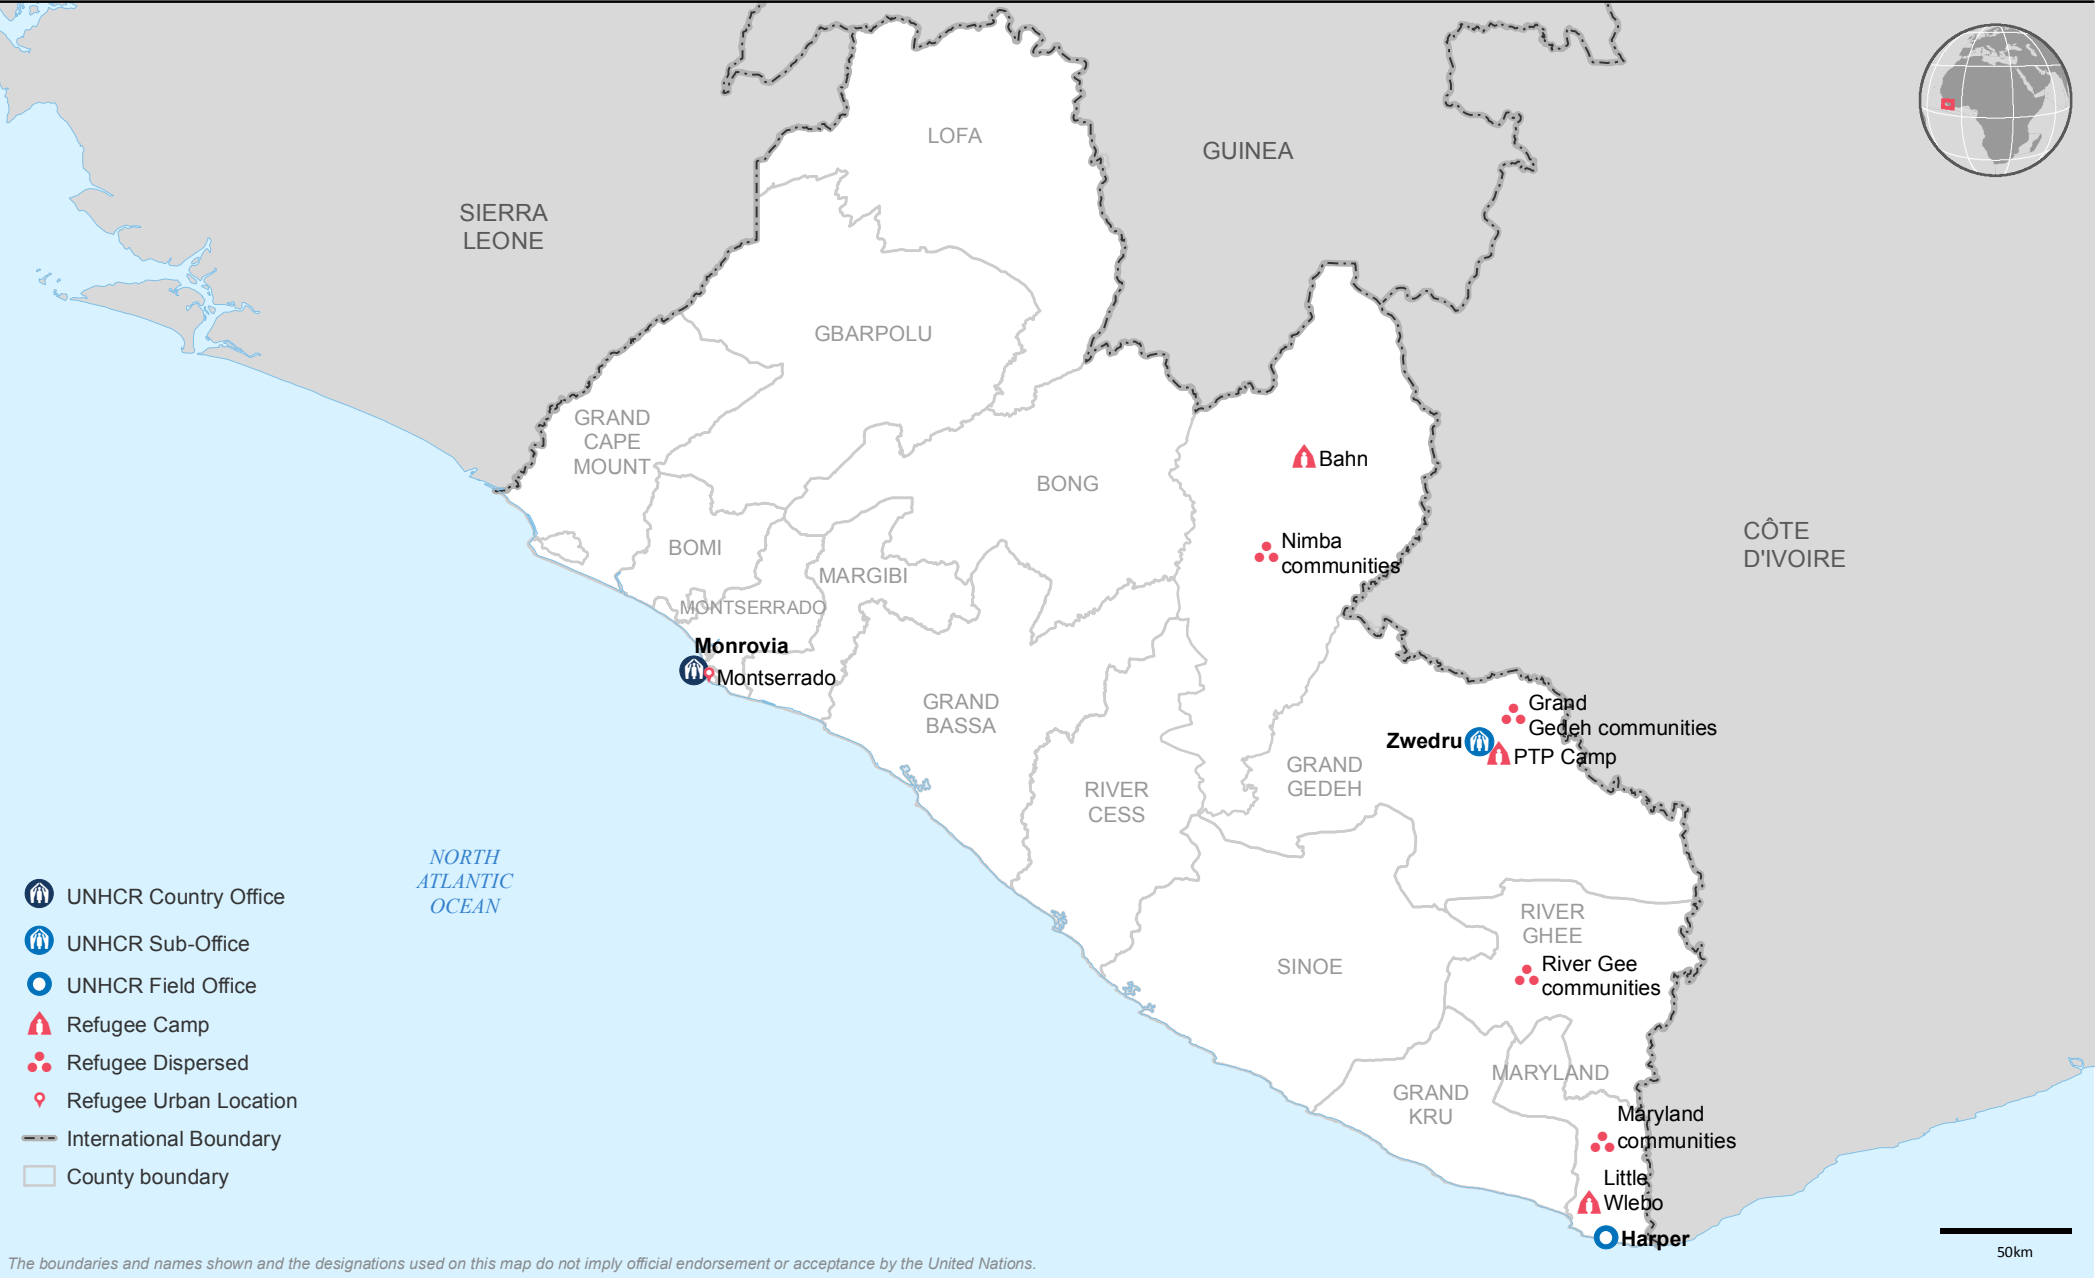 LOFA
GUINEA
SIERRA
LEONE
GBARPOLU
GRAND
CAPE
MOUNT
BONG
Bahn
CÔTE
D'IVOIRE
Nimba
communities
BOMI
MARGIBI
MONTSERRADO
Monrovia
Montserrado
GRAND
BASSA
Grand
Gedeh communities
Zwedru
PTP Camp
GRAND
GEDEH
RIVER
CESS
NORTH
ATLANTIC
OCEAN
RIVER
GHEE
River Gee
communities
SINOE
MARYLAND
GRAND
KRU
Maryland
communities
Little
Wlebo
Harper
UNHCR Country Office
UNHCR Sub-Office
UNHCR Field Office
Refugee Camp
Refugee Dispersed
Refugee Urban Location
International Boundary
County boundary
50km
The boundaries and names shown and the designations used on this map do not imply official endorsement or acceptance by the United Nations.